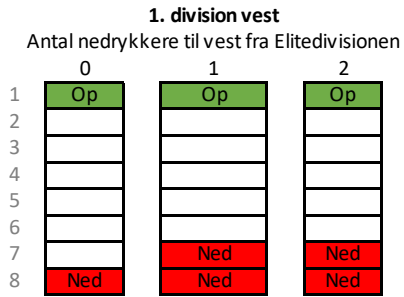 1. division vest
Antal nedrykkere til vest fra Elitedivisionen
0 1 2
1 Op Op Op
2
3
4
5
6
7 Ned Ned
8 Ned Ned Ned